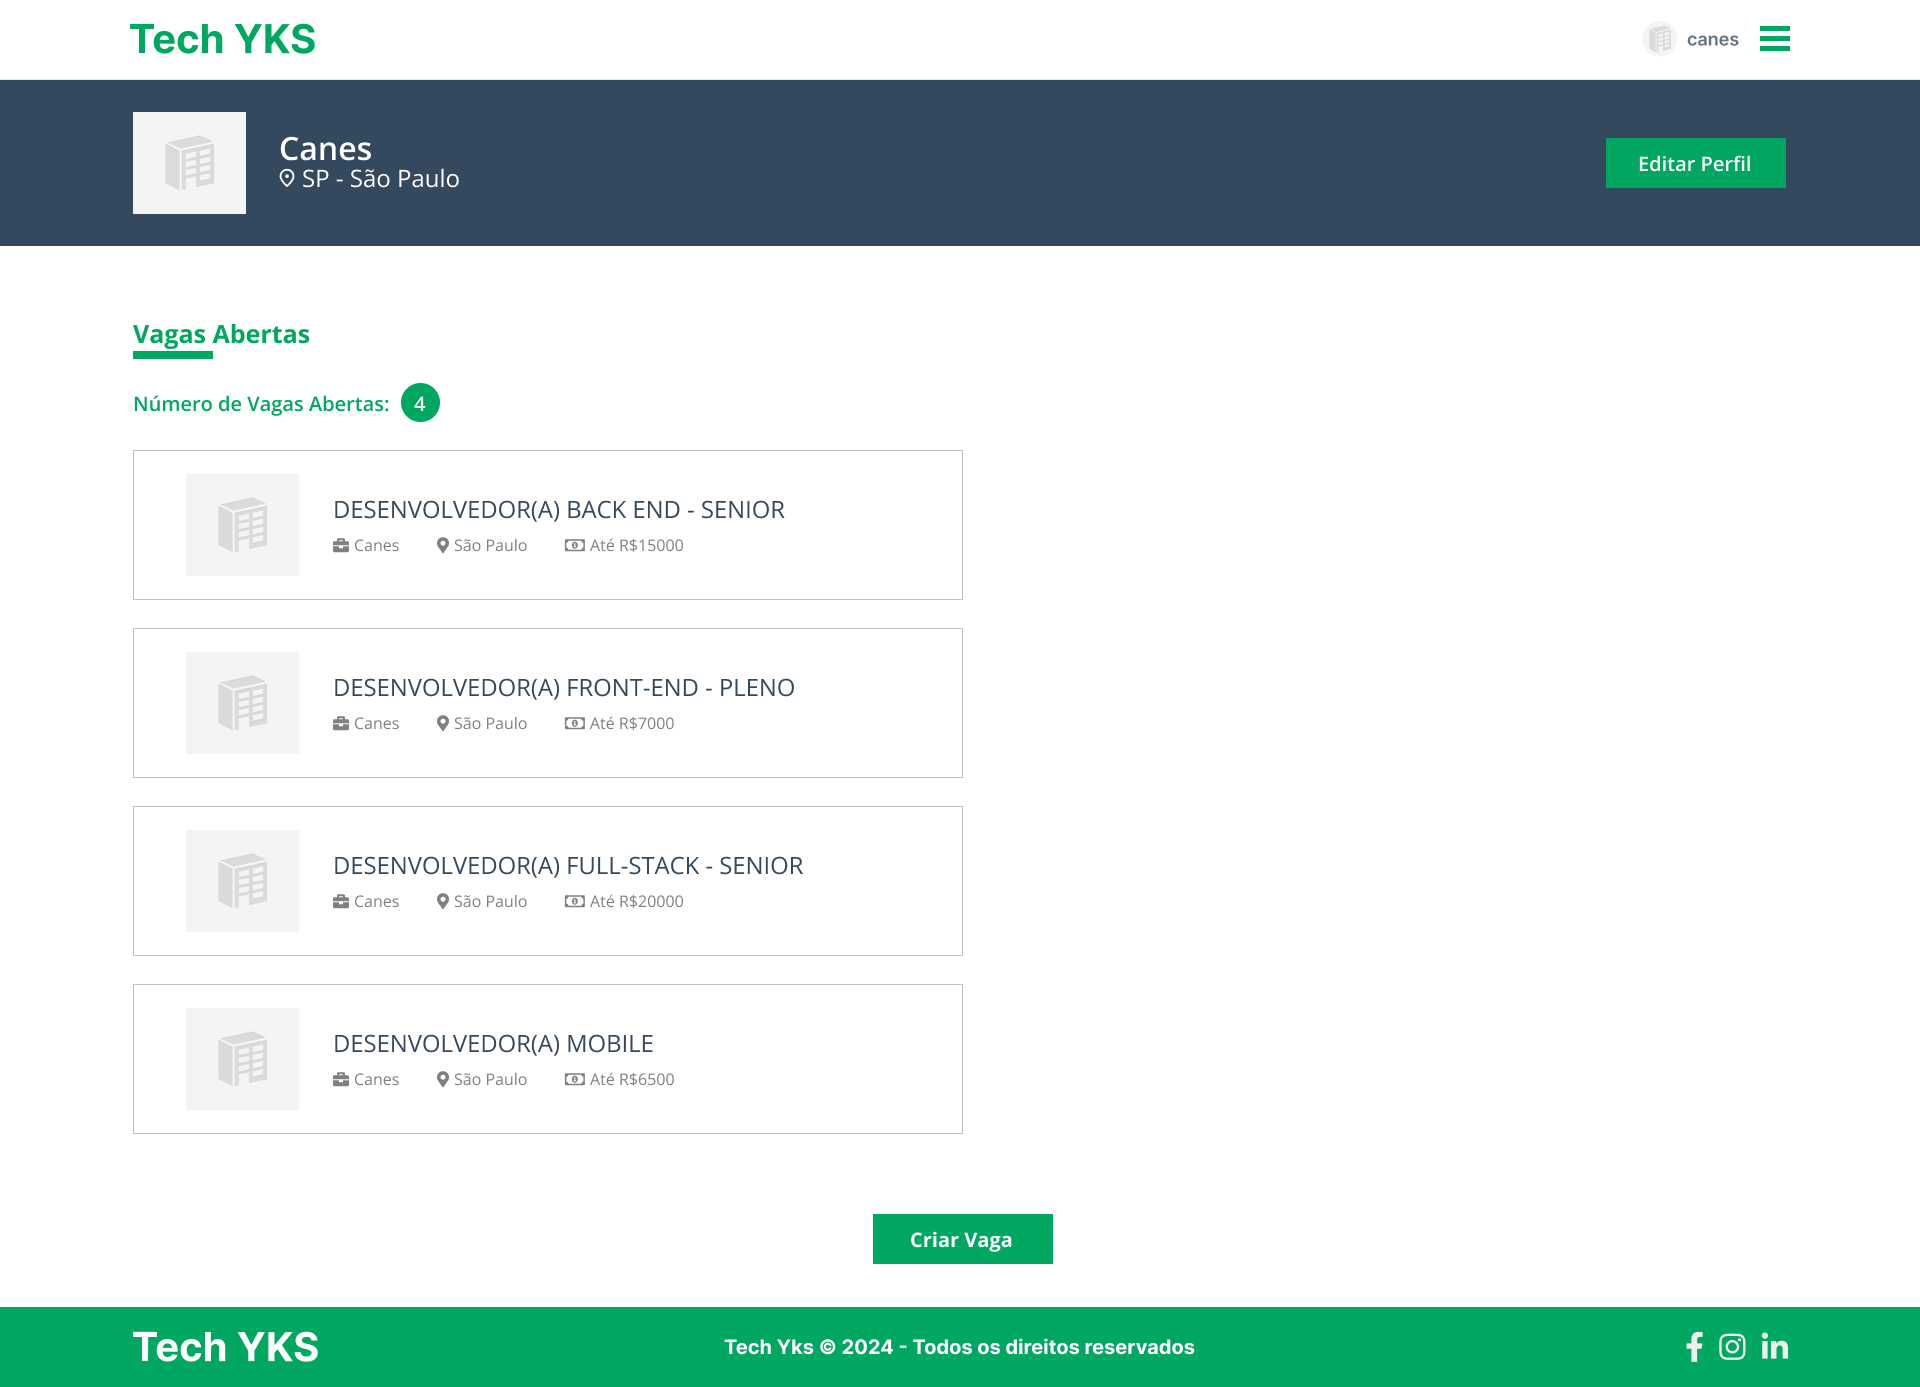 Tech YKS
canes
Canes
SP - São Paulo
Editar Perfil
Vagas Abertas
Número de Vagas Abertas: 4
DESENVOLVEDOR(A) BACK END - SENIOR
Canes São Paulo Até R$15000
DESENVOLVEDOR(A) FRONT-END - PLENO
Canes São Paulo Até R$7000
DESENVOLVEDOR(A) FULL-STACK - SENIOR
Canes São Paulo Até R$20000
DESENVOLVEDOR(A) MOBILE
Canes São Paulo Até R$6500
Criar Vaga
Tech YKS
Tech Yks © 2024 - Todos os direitos reservados